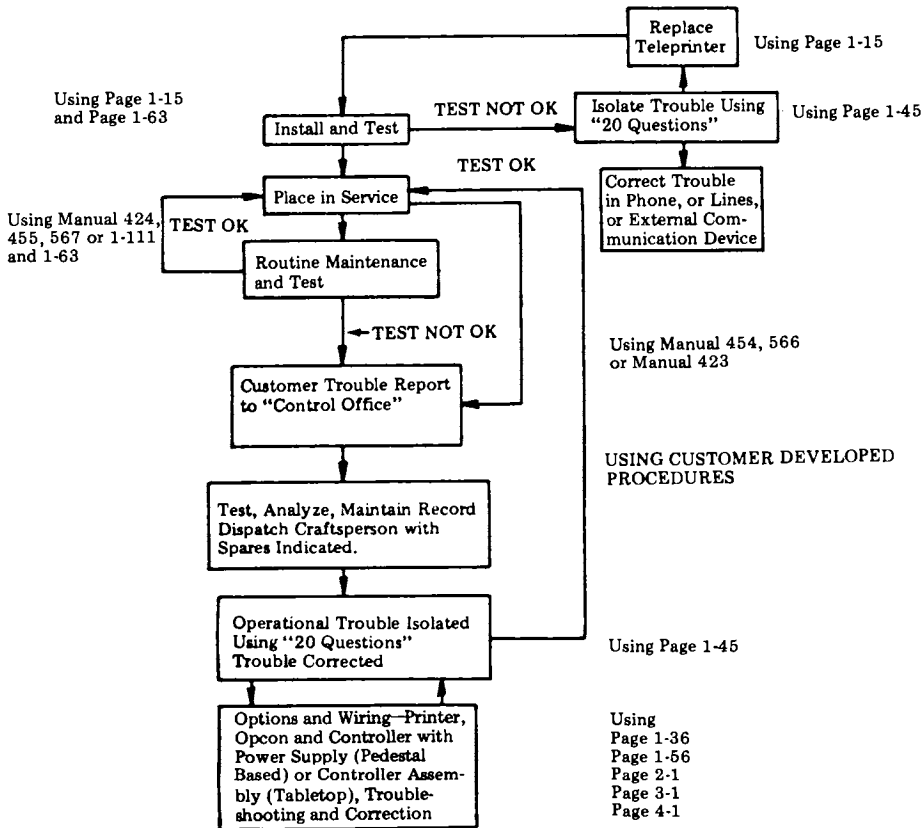 Replace
Teleprinter
Using Page 1-15
Using Page 1-15
and Page 1-63
Install and Test
TEST NOT OK
Isolate Trouble Using
"20 Questions"
Using Page 1-45
TEST OK
Correct Trouble
in Phone, or Lines,
or External Com-
munication Device
Place in Service
Using Manual 424,
455, 567 or 1-111
and 1-63
TEST OK
Routine Maintenance
and Test
TEST NOT OK
Using Manual 454, 566
or Manual 423
Customer Trouble Report
to "Control Office"
USING CUSTOMER DEVELOPED
PROCEDURES
Test, Analyze, Maintain Record
Dispatch Craftsperson with
Spares Indicated.
Operational Trouble Isolated
Using "20 Questions"
Trouble Corrected
Using Page 1-45
Options and Wiring—Printer,
Opcon and Controller with
Power Supply (Pedestal
Based) or Controller Assem-
bly (Tabletop), Trouble-
shooting and Correction
Using
Page 1-36
Page 1-56
Page 2-1
Page 3-1
Page 4-1